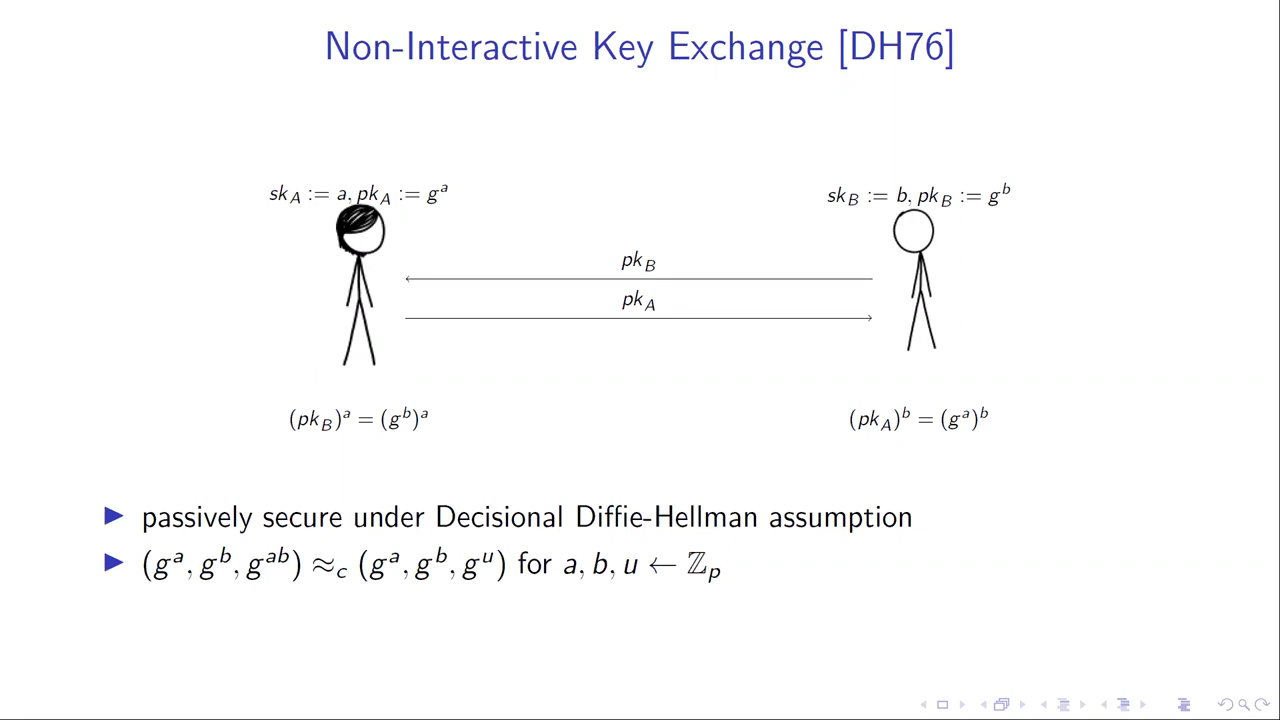 Non-Interactive Key Exchange [DH76]
sk_A := a, pk_A := g^a
sk_B := b, pk_B := g^b
pk_B
pk_A
(pk_B)^a = (g^b)^a
(pk_A)^b = (g^a)^b
▶ passively secure under Decisional Diffie-Hellman assumption
▶ (g^a, g^b, g^{ab}) ≈_c (g^a, g^b, g^u) for a, b, u ← ℤ_p